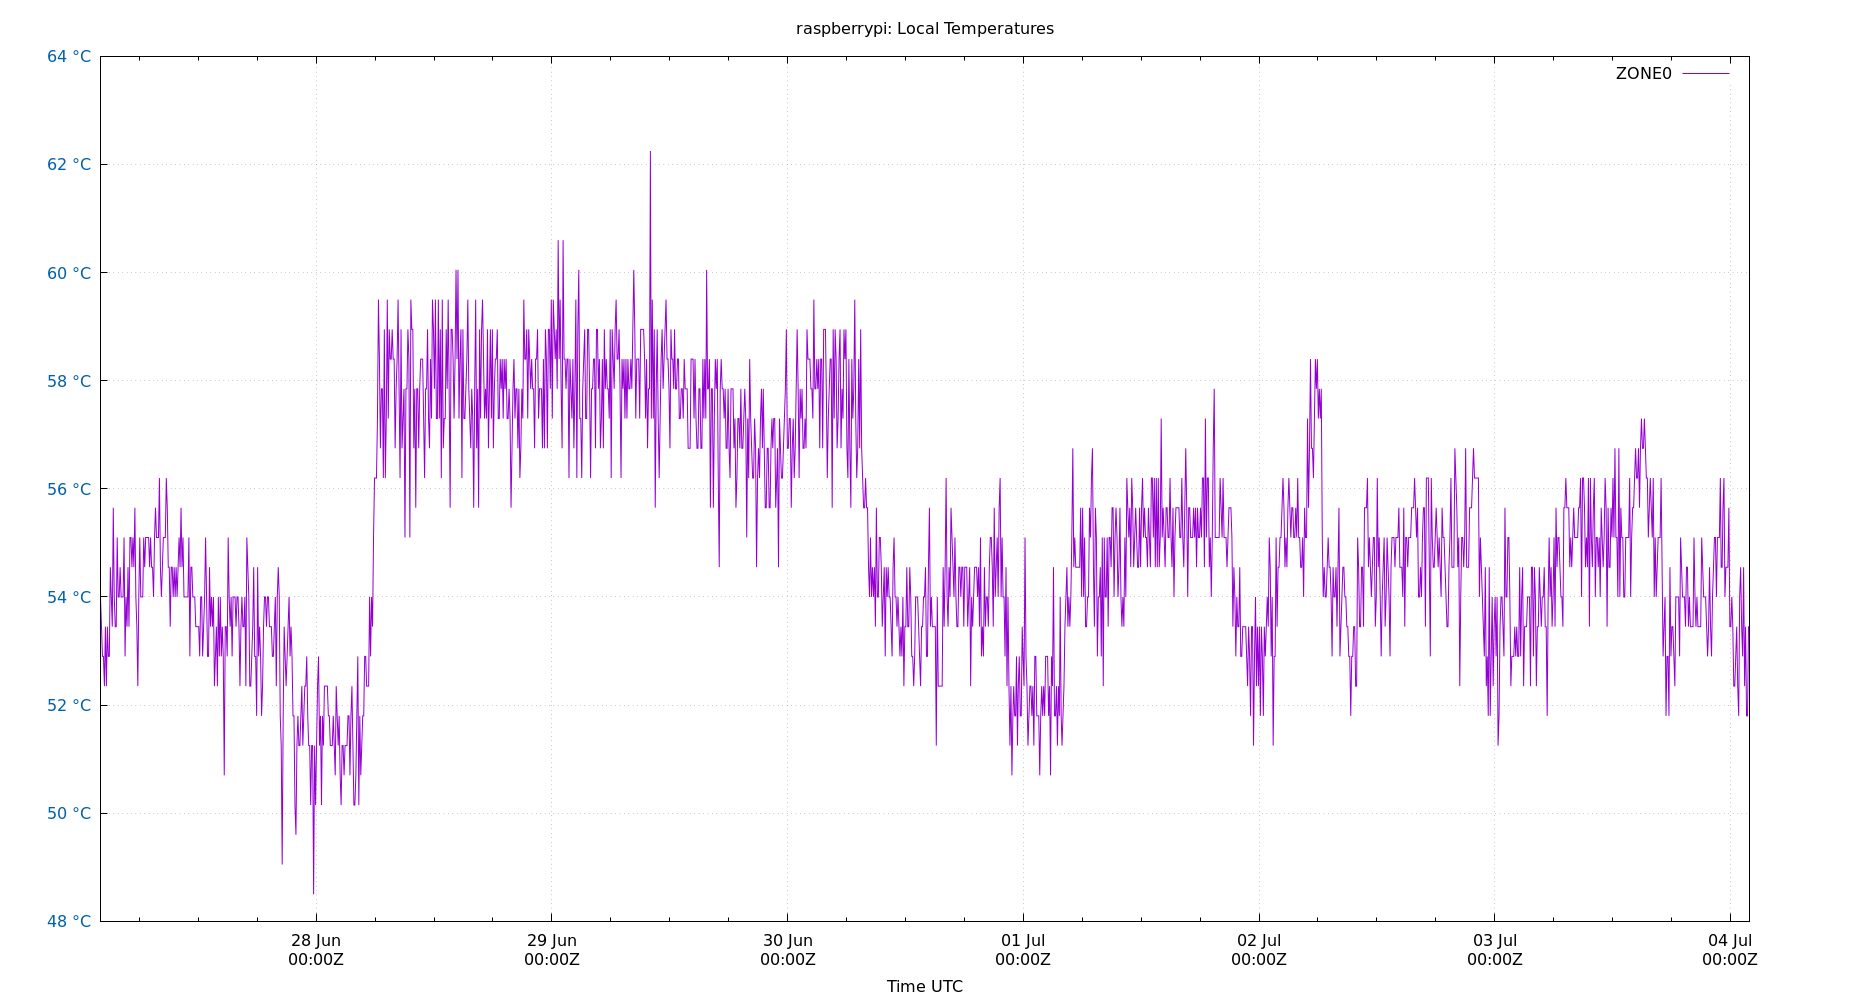 raspberrypi: Local Temperatures
64 °C
ZONE0
62 °C
60 °C
58 °C
56 °C
54 °C
52 °C
50 °C
48 °C
28 Jun 29 Jun 30 Jun 01 Jul 02 Jul 03 Jul 04 Jul
00:00Z 00:00Z 00:00Z 00:00Z 00:00Z 00:00Z 00:00Z
Time UTC